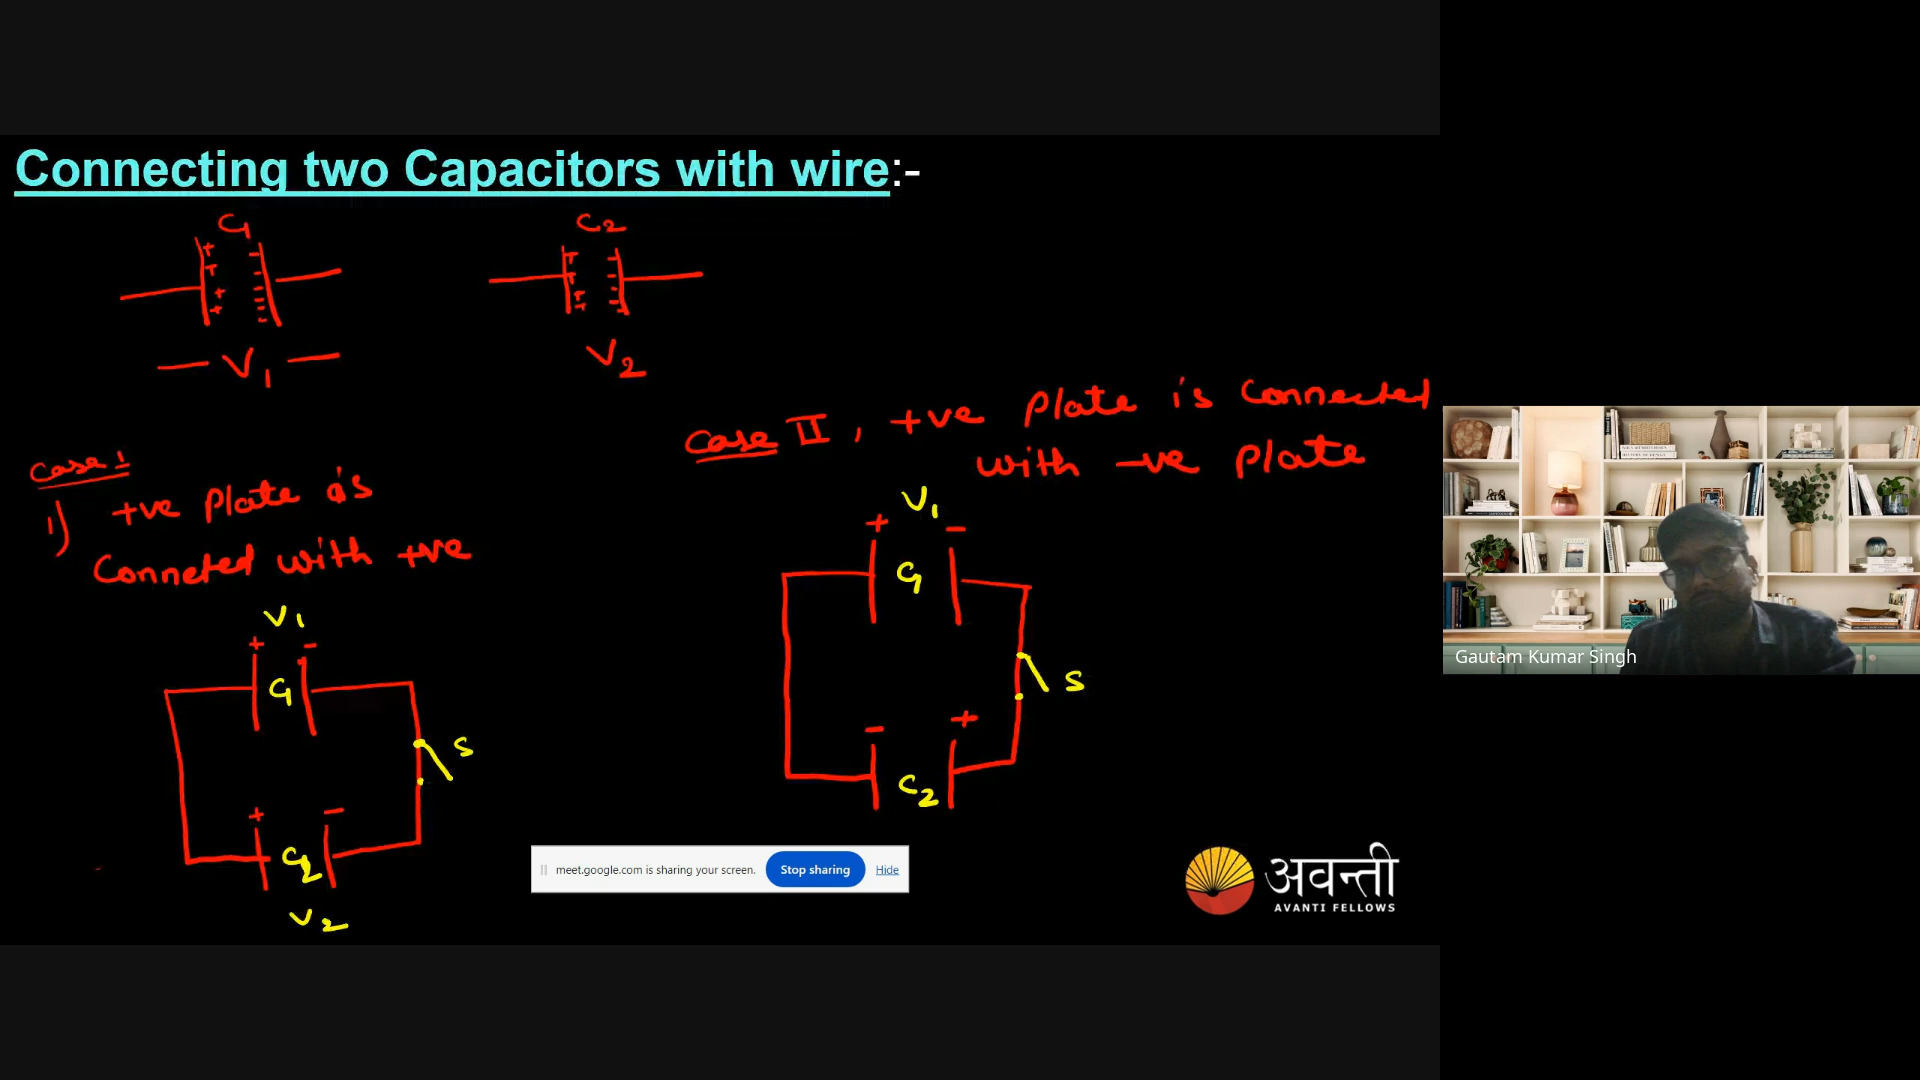 Connecting two Capacitors with wire:-
C1
C2
V1
V2
Case 1
1) +ve Plate is
Conneted with +ve
V1
+ -
C1
S
+ -
C2
V2
Case II, +ve Plate is Connected
with -ve Plate
V1
+ -
C1
S
- +
C2
meet.google.com is sharing your screen. Stop sharing Hide
अवन्ती
AVANTI FELLOWS
Gautam Kumar Singh